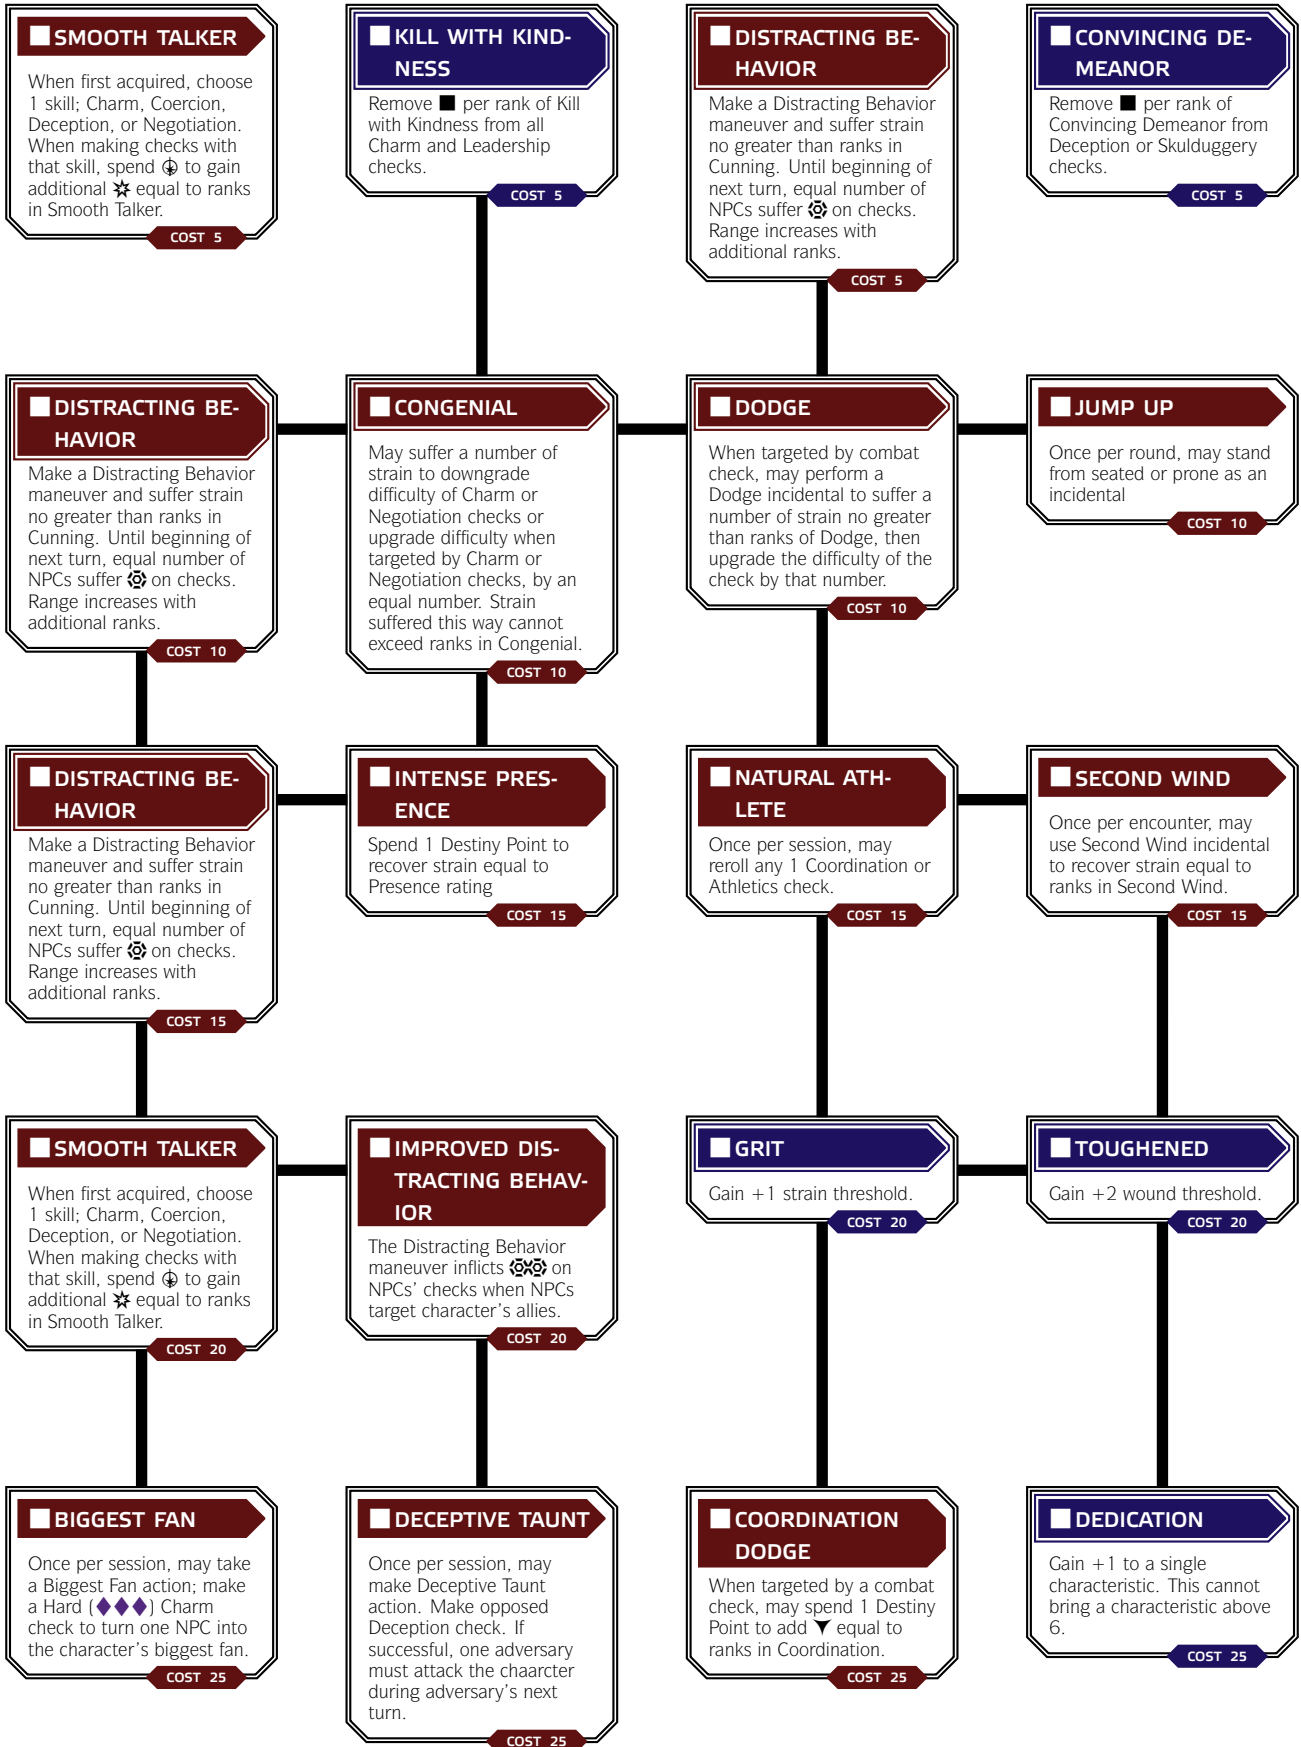 SMOOTH TALKER
When first acquired, choose
1 skill; Charm, Coercion,
Deception, or Negotiation.
When making checks with
that skill, spend to gain
additional equal to ranks
in Smooth Talker.
COST 5
KILL WITH KIND-
NESS
Remove ■ per rank of Kill
with Kindness from all
Charm and Leadership
checks.
COST 5
DISTRACTING BE-
HAVIOR
Make a Distracting Behavior
maneuver and suffer strain
no greater than ranks in
Cunning. Until beginning of
next turn, equal number of
NPCs suffer on checks.
Range increases with
additional ranks.
COST 5
CONVINCING DE-
MEANOR
Remove ■ per rank of
Convincing Demeanor from
Deception or Skulduggery
checks.
COST 5
DISTRACTING BE-
HAVIOR
Make a Distracting Behavior
maneuver and suffer strain
no greater than ranks in
Cunning. Until beginning of
next turn, equal number of
NPCs suffer on checks.
Range increases with
additional ranks.
COST 10
CONGENIAL
May suffer a number of
strain to downgrade
difficulty of Charm or
Negotiation checks or
upgrade difficulty when
targeted by Charm or
Negotiation checks, by an
equal number. Strain
suffered this way cannot
exceed ranks in Congenial.
COST 10
DODGE
When targeted by combat
check, may perform a
Dodge incidental to suffer a
number of strain no greater
than ranks of Dodge, then
upgrade the difficulty of the
check by that number.
COST 10
JUMP UP
Once per round, may stand
from seated or prone as an
incidental
COST 10
DISTRACTING BE-
HAVIOR
Make a Distracting Behavior
maneuver and suffer strain
no greater than ranks in
Cunning. Until beginning of
next turn, equal number of
NPCs suffer on checks.
Range increases with
additional ranks.
COST 15
INTENSE PRES-
ENCE
Spend 1 Destiny Point to
recover strain equal to
Presence rating
COST 15
NATURAL ATH-
LETE
Once per session, may
reroll any 1 Coordination or
Athletics check.
COST 15
SECOND WIND
Once per encounter, may
use Second Wind incidental
to recover strain equal to
ranks in Second Wind.
COST 15
SMOOTH TALKER
When first acquired, choose
1 skill; Charm, Coercion,
Deception, or Negotiation.
When making checks with
that skill, spend to gain
additional equal to ranks
in Smooth Talker.
COST 20
IMPROVED DIS-
TRACTING BEHAV-
IOR
The Distracting Behavior
maneuver inflicts on
NPCs' checks when NPCs
target character's allies.
COST 20
GRIT
Gain +1 strain threshold.
COST 20
TOUGHENED
Gain +2 wound threshold.
COST 20
BIGGEST FAN
Once per session, may take
a Biggest Fan action; make
a Hard (◆◆◆) Charm
check to turn one NPC into
the character's biggest fan.
COST 25
DECEPTIVE TAUNT
Once per session, may
make Deceptive Taunt
action. Make opposed
Deception check. If
successful, one adversary
must attack the chaarcter
during adversary's next
turn.
COST 25
COORDINATION
DODGE
When targeted by a combat
check, may spend 1 Destiny
Point to add equal to
ranks in Coordination.
COST 25
DEDICATION
Gain +1 to a single
characteristic. This cannot
bring a characteristic above
6.
COST 25